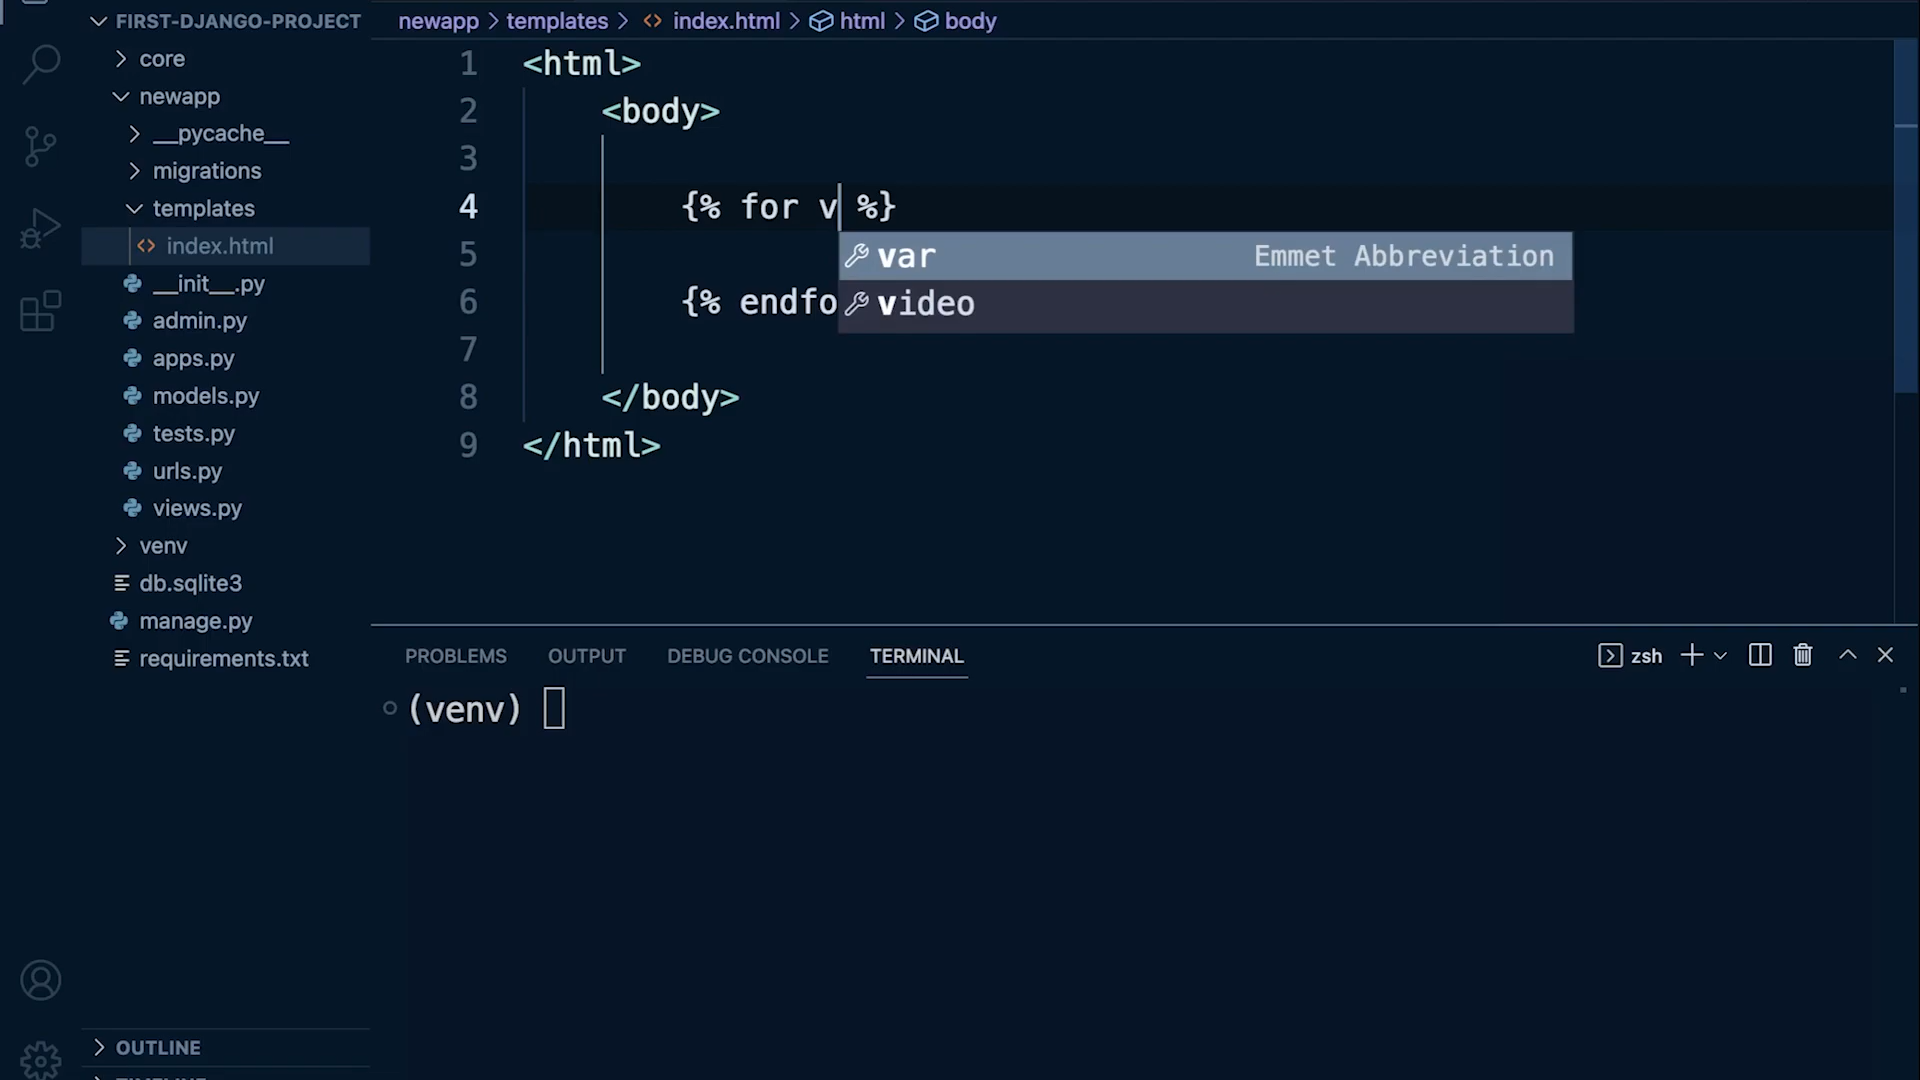 FIRST-DJANGO-PROJECT
core
newapp
__pycache__
migrations
templates
index.html
__init__.py
admin.py
apps.py
models.py
tests.py
urls.py
views.py
venv
db.sqlite3
manage.py
requirements.txt
OUTLINE
newapp > templates > <> index.html > html > body
1 <html>
2 <body>
3
4 {% for v %}
5
6 {% endfo
7
8 </body>
9 </html>
var Emmet Abbreviation
video
PROBLEMS OUTPUT DEBUG CONSOLE TERMINAL
zsh
(venv)